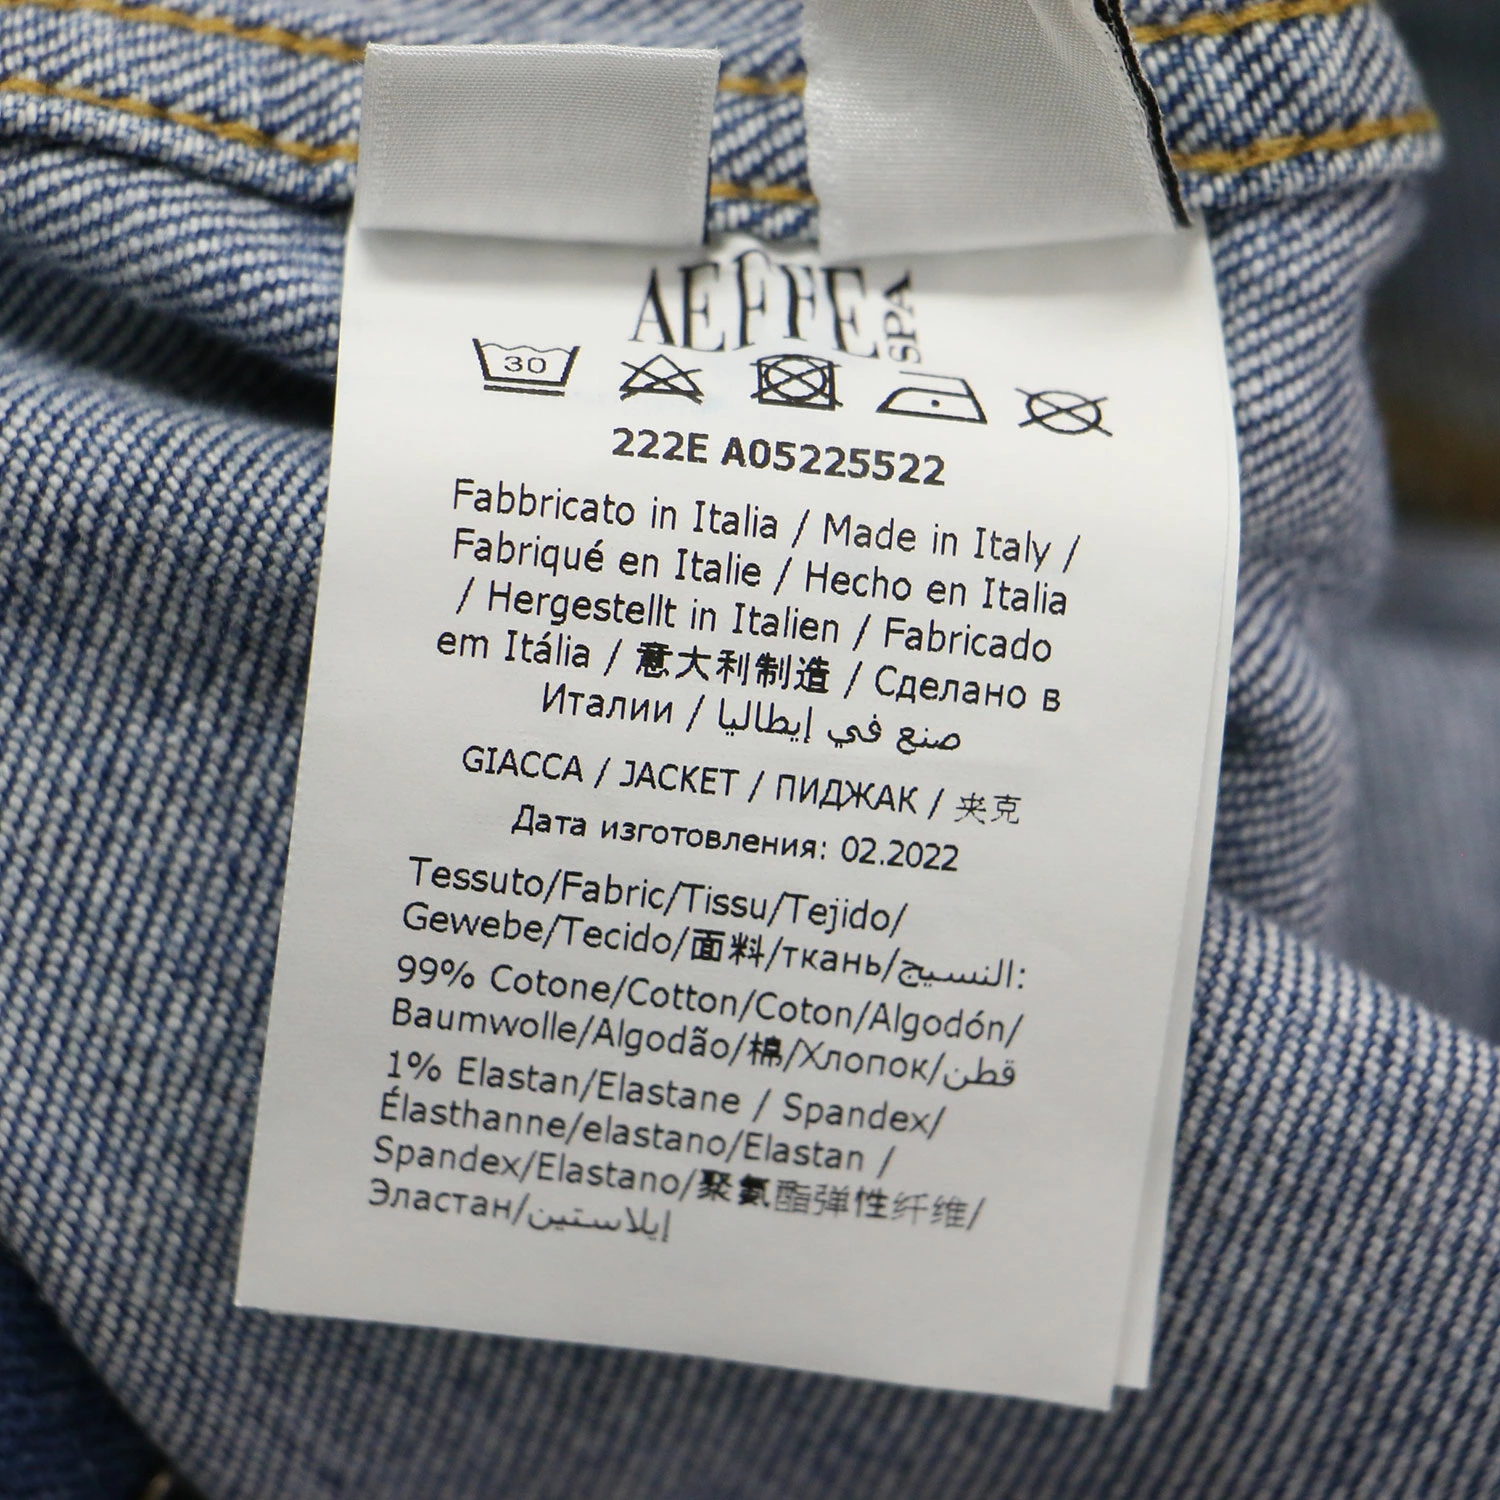 AEFFE SPA
30
222E A05225522
Fabbricato in Italia / Made in Italy /
Fabriqué en Italie / Hecho en Italia
/ Hergestellt in Italien / Fabricado
em Itália / 意大利制造 / Сделано в
Италии / صنع في إيطاليا
GIACCA / JACKET / ПИДЖАК / 夹克
Дата изготовления: 02.2022
Tessuto/Fabric/Tissu/Tejido/
Gewebe/Tecido/面料/ткань/النسيج:
99% Cotone/Cotton/Coton/Algodón/
Baumwolle/Algodão/棉/Хлопок/قطن
1% Elastan/Elastane / Spandex/
Élasthanne/elastano/Elastan /
Spandex/Elastano/聚氨酯弹性纤维/
Эластан/إيلاستين